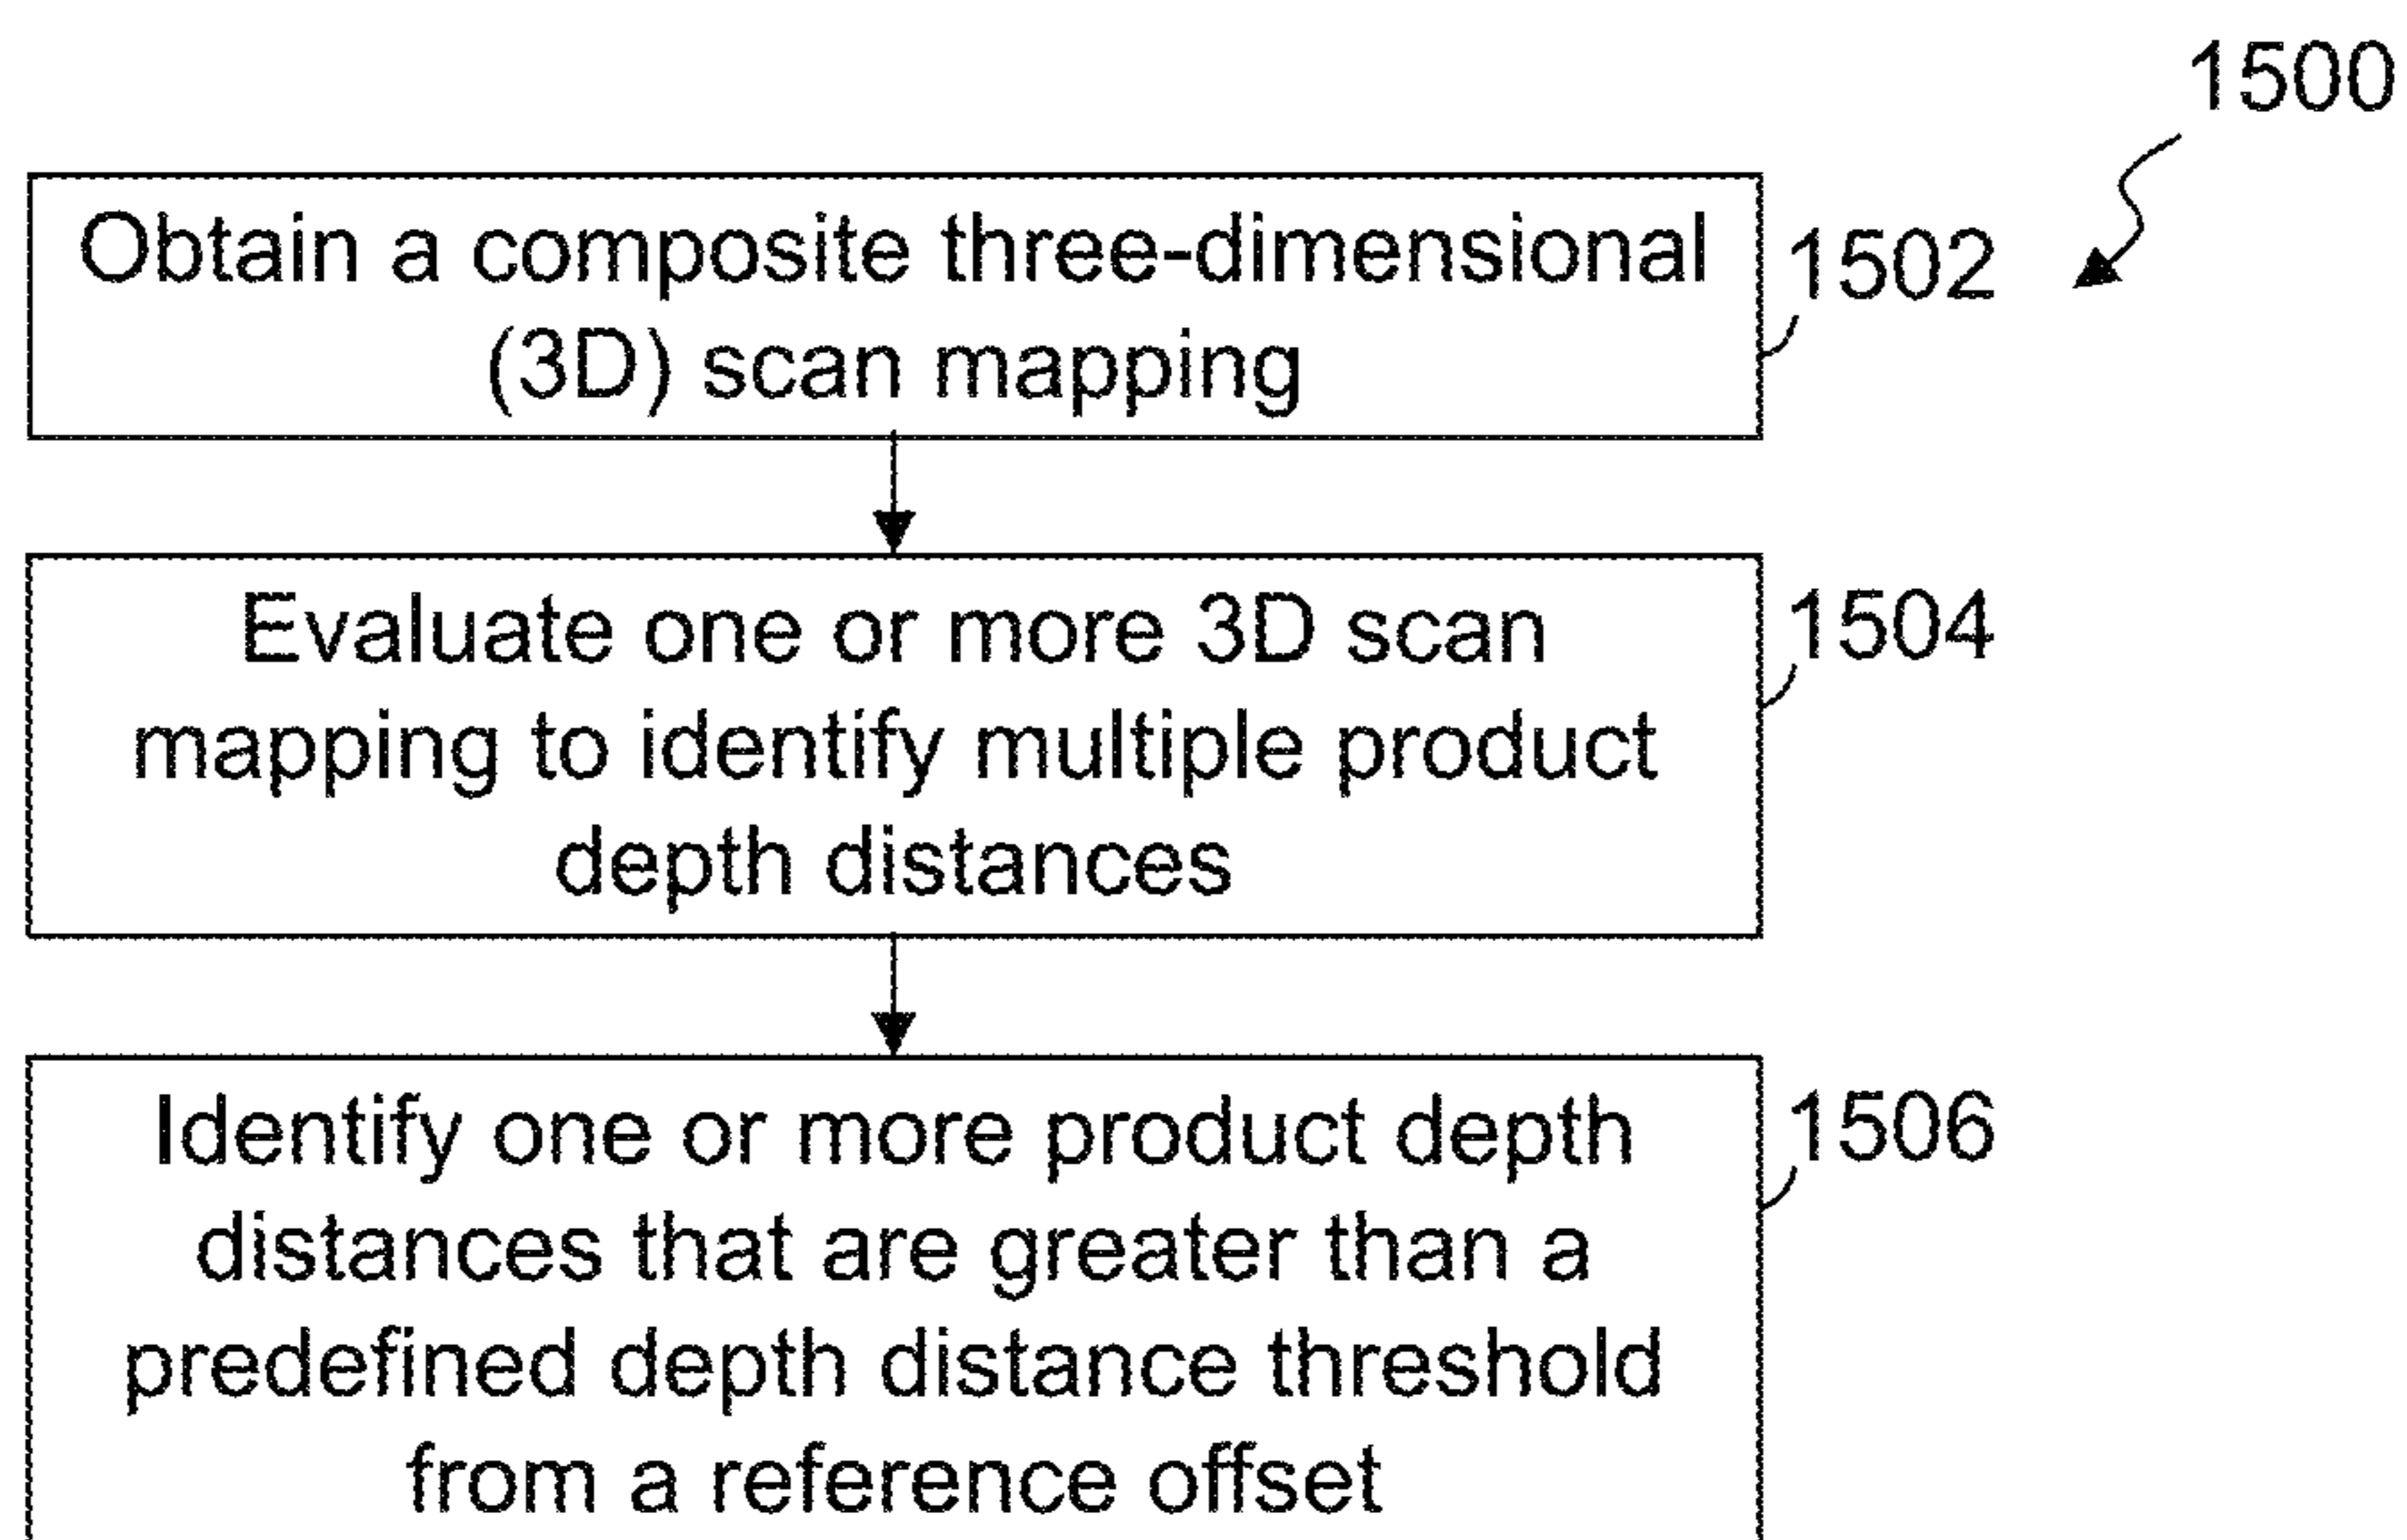 1500
Obtain a composite three-dimensional
(3D) scan mapping
1502
Evaluate one or more 3D scan
mapping to identify multiple product
depth distances
1504
Identify one or more product depth
distances that are greater than a
predefined depth distance threshold
from a reference offset
1506